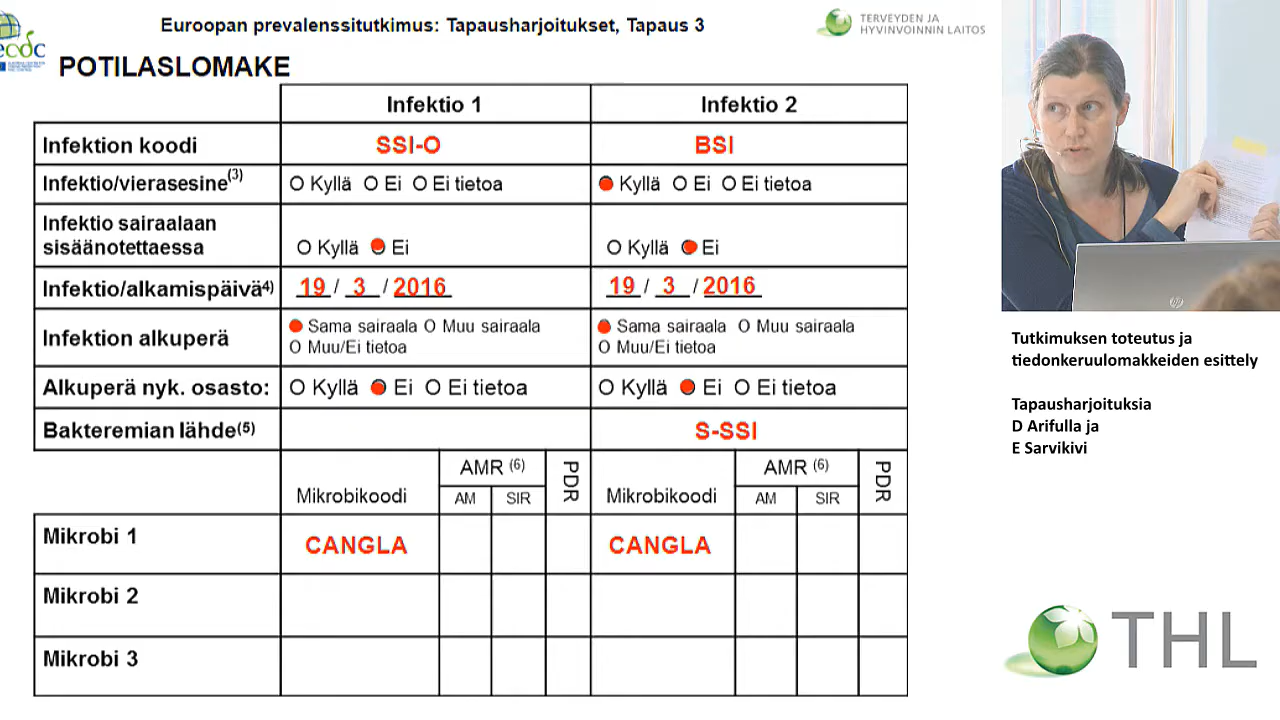 Euroopan prevalenssitutkimus: Tapausharjoitukset, Tapaus 3
TERVEYDEN JA
HYVINVOINNIN LAITOS
ecdc
POTILASLOMAKE
Infektio 1 Infektio 2
Infektion koodi SSI-O BSI
Infektio/vierasesine(3) O Kyllä O Ei O Ei tietoa Kyllä O Ei O Ei tietoa
Infektio sairaalaan
sisäänotettaessa O Kyllä Ei O Kyllä Ei
Infektio/alkamispäivä4) 19 / 3 / 2016 19 / 3 / 2016
Infektion alkuperä
Sama sairaala O Muu sairaala
O Muu/Ei tietoa
Sama sairaala O Muu sairaala
O Muu/Ei tietoa
Alkuperä nyk. osasto: O Kyllä Ei O Ei tietoa O Kyllä Ei O Ei tietoa
Bakteremian lähde(5) S-SSI
Mikrobikoodi AMR (6) AM SIR PDR Mikrobikoodi AMR (6) AM SIR PDR
Mikrobi 1 CANGLA CANGLA
Mikrobi 2
Mikrobi 3
Tutkimuksen toteutus ja
tiedonkeruulomakkeiden esittely
Tapausharjoituksia
D Arifulla ja
E Sarvikivi
THL